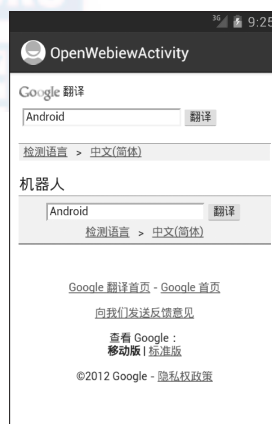 3G 9:25
OpenWebiewActivity
Google 翻译
Android 翻译
检测语言 > 中文(简体)
机器人
Android 翻译
检测语言 > 中文(简体)
Google 翻译首页 - Google 首页
向我们发送反馈意见
查看 Google：
移动版 | 标准版
©2012 Google - 隐私权政策